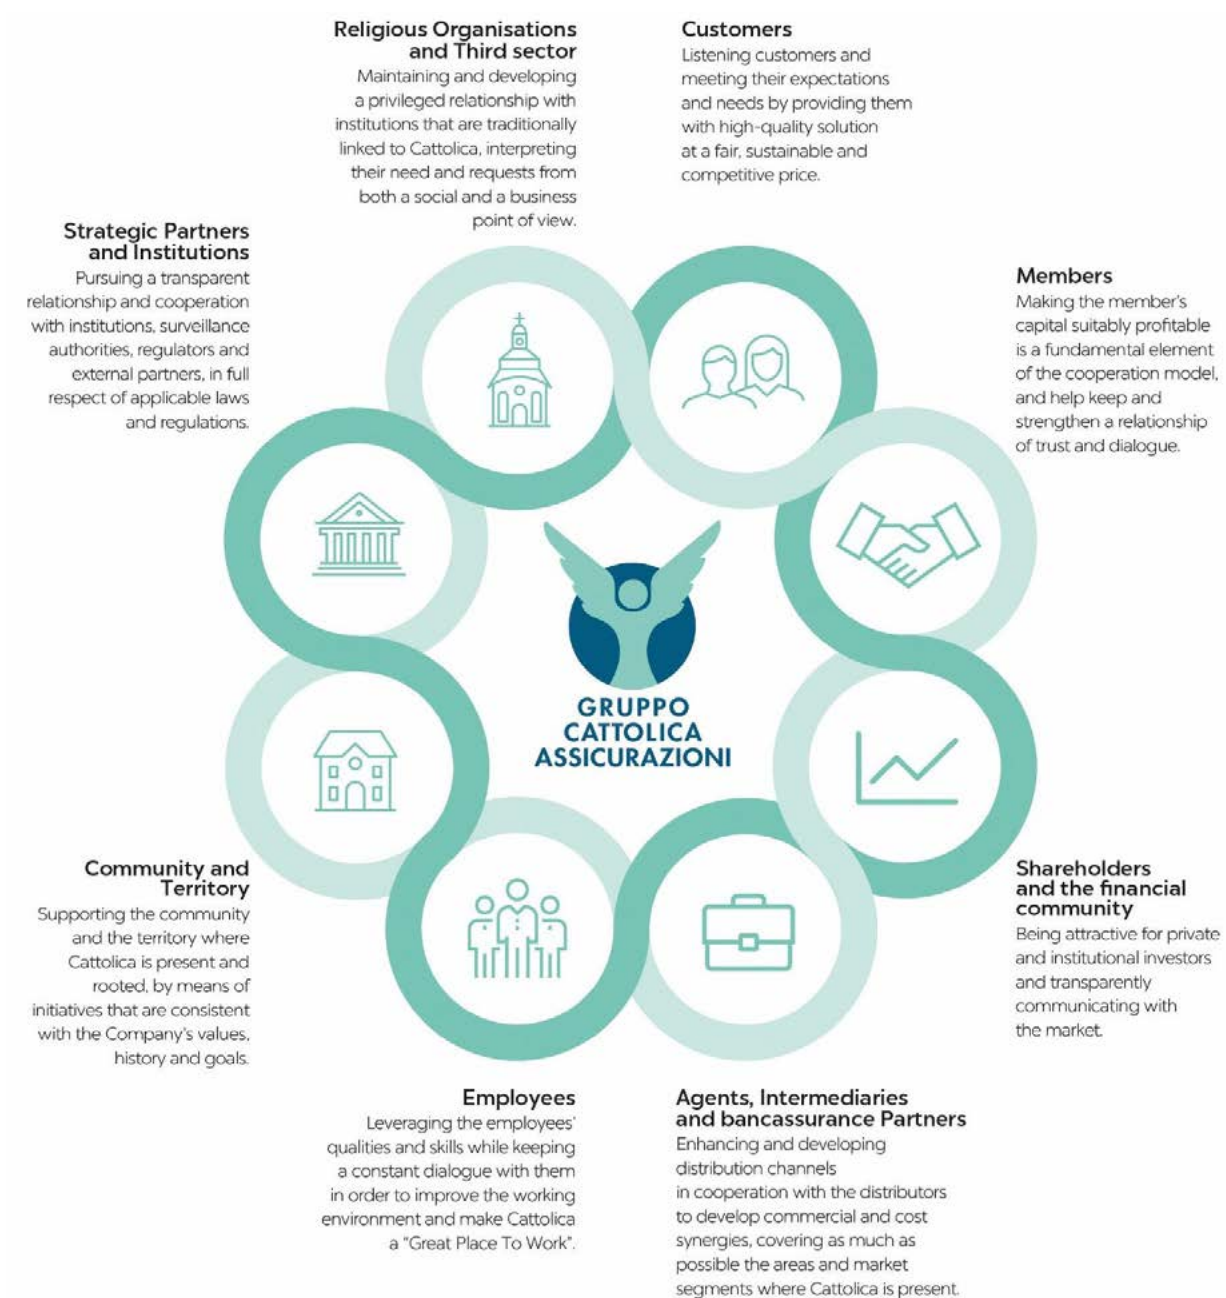 Religious Organisations
and Third sector
Maintaining and developing
a privileged relationship with
institutions that are traditionally
linked to Cattolica, interpreting
their need and requests from
both a social and a business
point of view.
Customers
Listening customers and
meeting their expectations
and needs by providing them
with high-quality solution
at a fair, sustainable and
competitive price.
Strategic Partners
and Institutions
Pursuing a transparent
relationship and cooperation
with institutions, surveillance
authorities, regulators and
external partners, in full
respect of applicable laws
and regulations.
Members
Making the member's
capital suitably profitable
is a fundamental element
of the cooperation model,
and help keep and
strengthen a relationship
of trust and dialogue.
GRUPPO
CATTOLICA
ASSICURAZIONI
Community and
Territory
Supporting the community
and the territory where
Cattolica is present and
rooted, by means of
initiatives that are consistent
with the Company's values,
history and goals.
Shareholders
and the financial
community
Being attractive for private
and institutional investors
and transparently
communicating with
the market.
Employees
Leveraging the employees'
qualities and skills while keeping
a constant dialogue with them
in order to improve the working
environment and make Cattolica
a "Great Place To Work".
Agents, Intermediaries
and bancassurance Partners
Enhancing and developing
distribution channels
in cooperation with the distributors
to develop commercial and cost
synergies, covering as much as
possible the areas and market
segments where Cattolica is present.